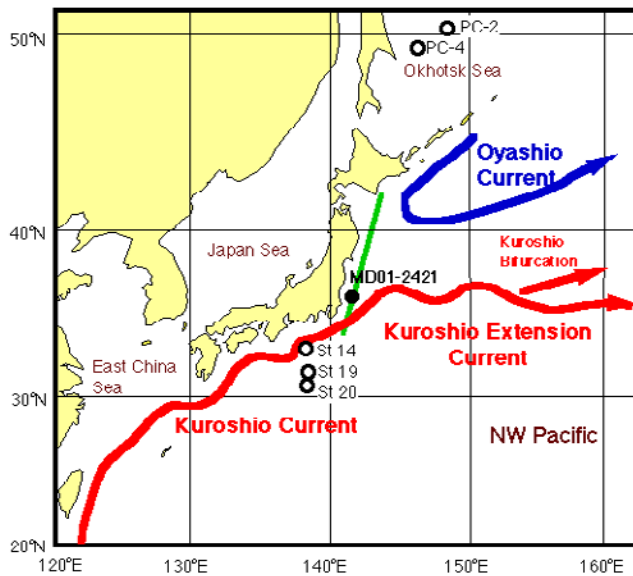 50°N
PC-2
PC-4
Okhotsk Sea
Oyashio
Current
40°N
Japan Sea
Kuroshio
Bifurcation
MD01-2421
Kuroshio Extension
Current
St 14
East China
Sea
St 19
St 20
30°N
Kuroshio Current
NW Pacific
20°N
120°E
130°E
140°E
150°E
160°E